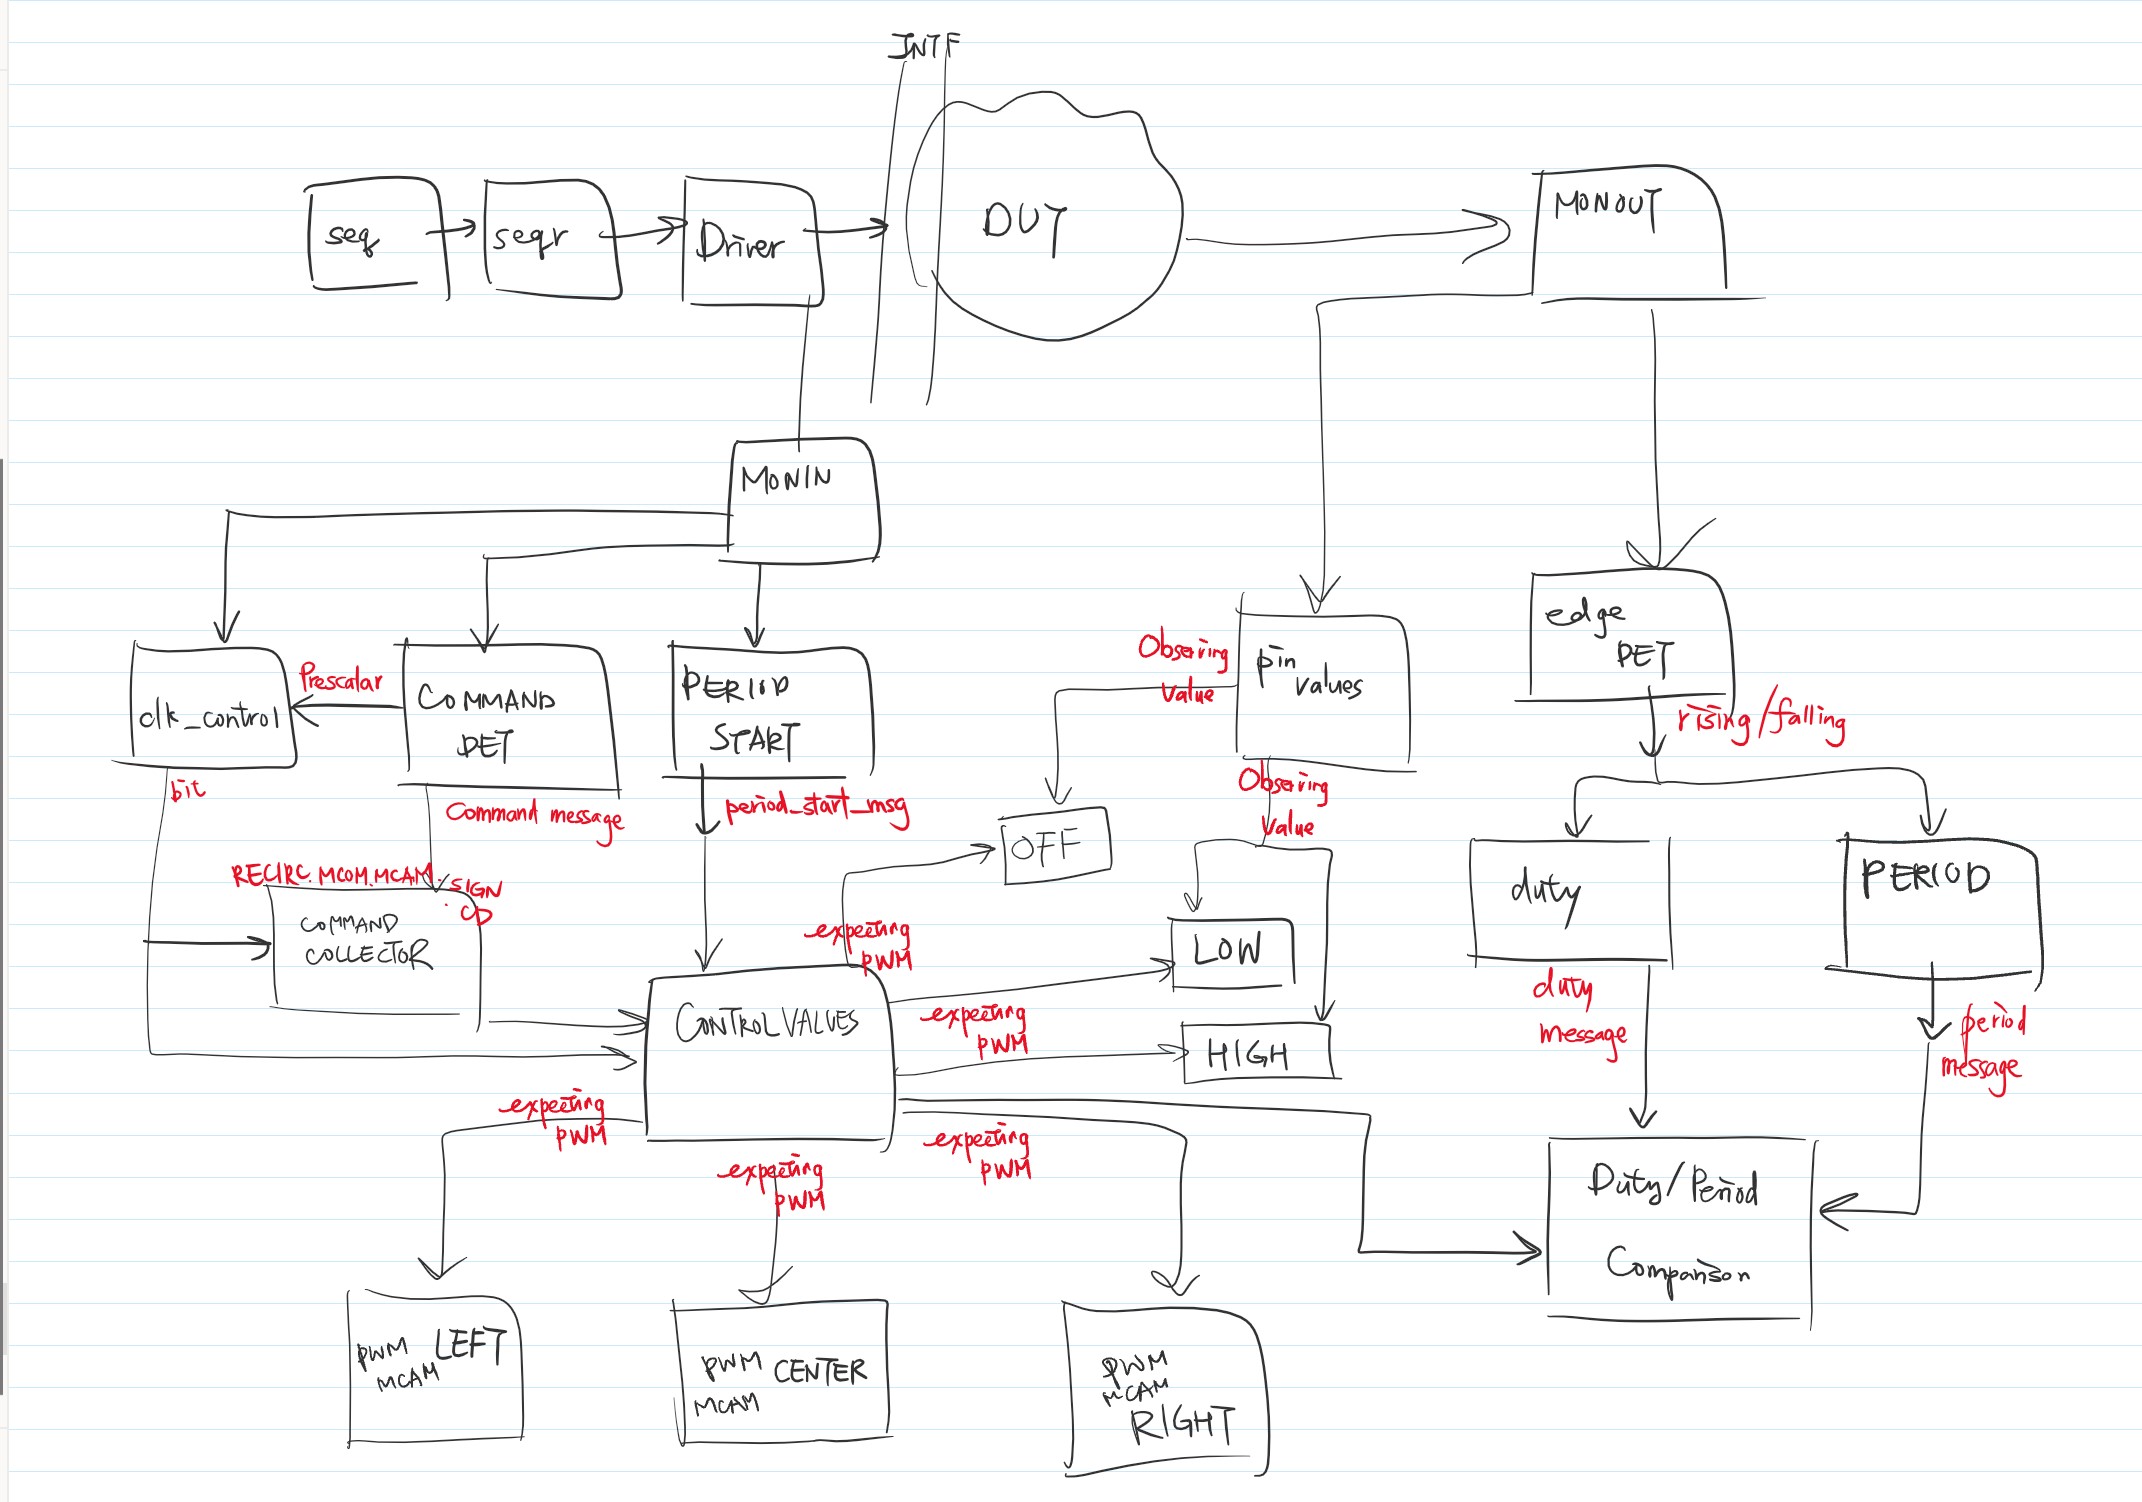 INTF
seq
seqr
Driver
DUT
MONOUT
MONIN
clk_control
Prescalar
COMMAND
DET
PERIOD
START
Observing
Value
pin
values
edge
DET
rising/falling
bit
Command message
period_start_msg
Observing
Value
OFF
RECIRC. MCOM. MCAM.
SIGN
CD
COMMAND
COLLECTOR
expecting
PWM
LOW
duty
PERIOD
CONTROL VALUES
expecting
PWM
HIGH
duty
message
period
message
expecting
PWM
expecting
PWM
expecting
PWM
Duty/Period
Comparison
PWM LEFT
MCAM
PWM CENTER
MCAM
PWM
MCAM
RIGHT